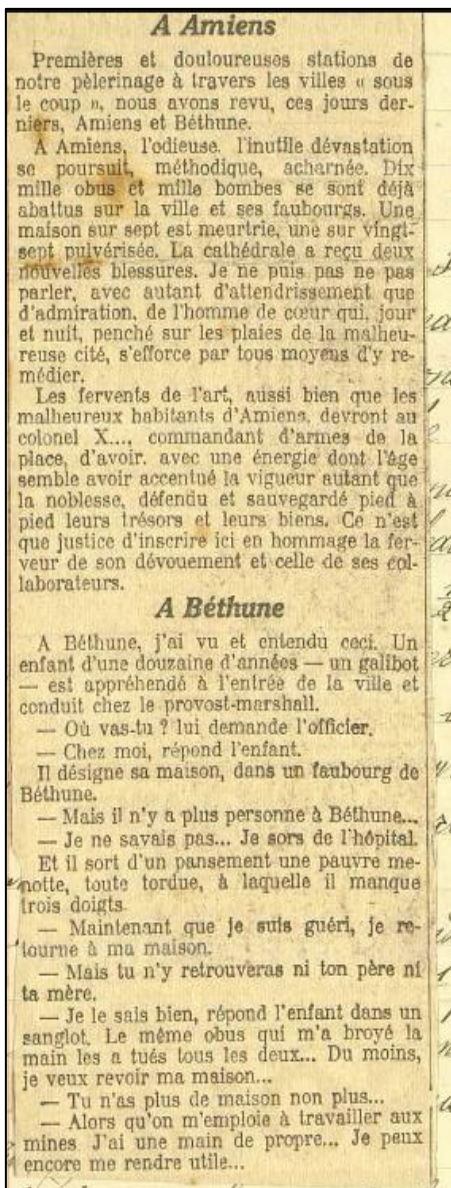 A Amiens
Premières et douloureuses stations de
notre pèlerinage à travers les villes « sous
le coup », nous avons revu, ces jours der-
niers, Amiens et Béthune.
A Amiens, l'odieuse, l'inutile dévastation
se poursuit, méthodique, acharnée. Dix
mille obus et mille bombes se sont déjà
abattus sur la ville et ses faubourgs. Une
maison sur sept est meurtrie, une sur vingt-
sept pulvérisée. La cathédrale a reçu deux
nouvelles blessures. Je ne puis pas ne pas
parler, avec autant d'attendrissement que
d'admiration, de l'homme de cœur qui, jour
et nuit, penché sur les plaies de la malheu-
reuse cité, s'efforce par tous moyens d'y re-
médier.
Les fervents de l'art, aussi bien que les
malheureux habitants d'Amiens, devront au
colonel X..., commandant d'armes de la
place, d'avoir, avec une énergie dont l'âge
semble avoir accentué la vigueur autant que
la noblesse, défendu et sauvegardé pied à
pied leurs trésors et leurs biens. Ce n'est
que justice d'inscrire ici en hommage la fer-
veur de son dévouement et celle de ses col-
laborateurs.
A Béthune
A Béthune, j'ai vu et entendu ceci. Un
enfant d'une douzaine d'années — un galibot
— est appréhendé à l'entrée de la ville et
conduit chez le provost-marshall.
— Où vas-tu ? lui demande l'officier.
— Chez moi, répond l'enfant.
Il désigne sa maison, dans un faubourg de
Béthune.
— Mais il n'y a plus personne à Béthune...
— Je ne savais pas... Je sors de l'hôpital.
Et il sort d'un pansement une pauvre me-
notte, toute tordue, à laquelle il manque
trois doigts.
— Maintenant que je suis guéri, je re-
tourne à ma maison.
— Mais tu n'y retrouveras ni ton père ni
ta mère.
— Je le sais bien, répond l'enfant dans un
sanglot. Le même obus qui m'a broyé la
main les a tués tous les deux... Du moins,
je veux revoir ma maison...
— Tu n'as plus de maison non plus...
— Alors qu'on m'emploie à travailler aux
mines. J'ai une main de propre... Je peux
encore me rendre utile...